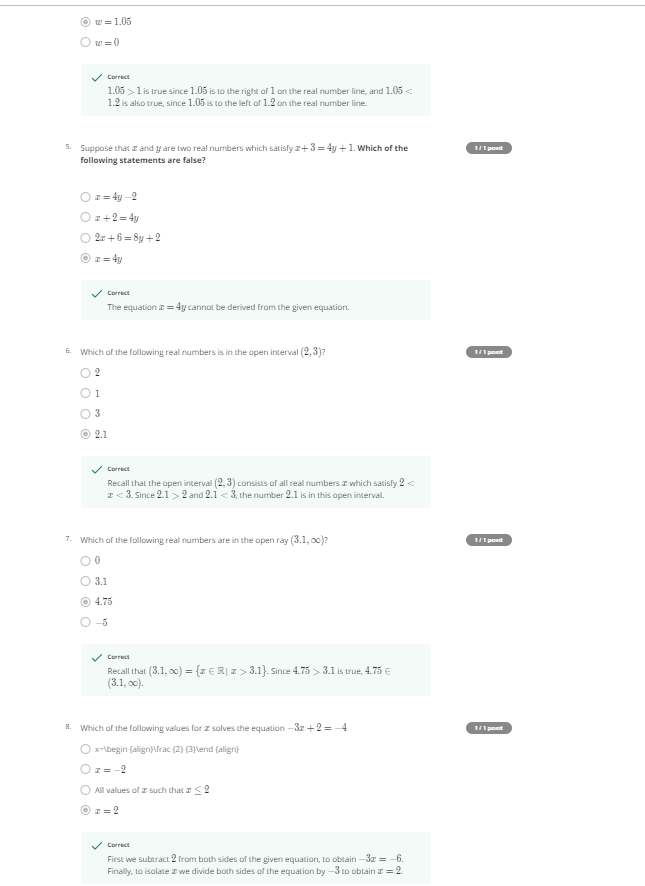 w = 1.05
w = 0
Correct
1.05 > 1 is true since 1.05 is to the right of 1 on the real number line, and 1.05 <
1.2 is also true, since 1.05 is to the left of 1.2 on the real number line.
5. Suppose that x and y are two real numbers which satisfy x + 3 = 4y + 1. Which of the
following statements are false?
1 / 1 point
x = 4y −2
x + 2 = 4y
2x + 6 = 8y + 2
x = 4y
Correct
The equation x = 4y cannot be derived from the given equation.
6. Which of the following real numbers is in the open interval (2, 3)?
1 / 1 point
2
1
3
2.1
Correct
Recall that the open interval (2, 3) consists of all real numbers x which satisfy 2 <
x < 3. Since 2.1 > 2 and 2.1 < 3, the number 2.1 is in this open interval.
7. Which of the following real numbers are in the open ray (3.1, ∞)?
1 / 1 point
0
3.1
4.75
−5
Correct
Recall that (3.1, ∞) = {x ∈ ℝ| x > 3.1}. Since 4.75 > 3.1 is true, 4.75 ∈
(3.1, ∞).
8. Which of the following values for x solves the equation −3x + 2 = −4
1 / 1 point
x=\begin {align}\frac {2} {3}\end {align}
x = −2
All values of x such that x ≤ 2
x = 2
Correct
First we subtract 2 from both sides of the given equation, to obtain −3x = −6.
Finally, to isolate x we divide both sides of the equation by −3 to obtain x = 2.